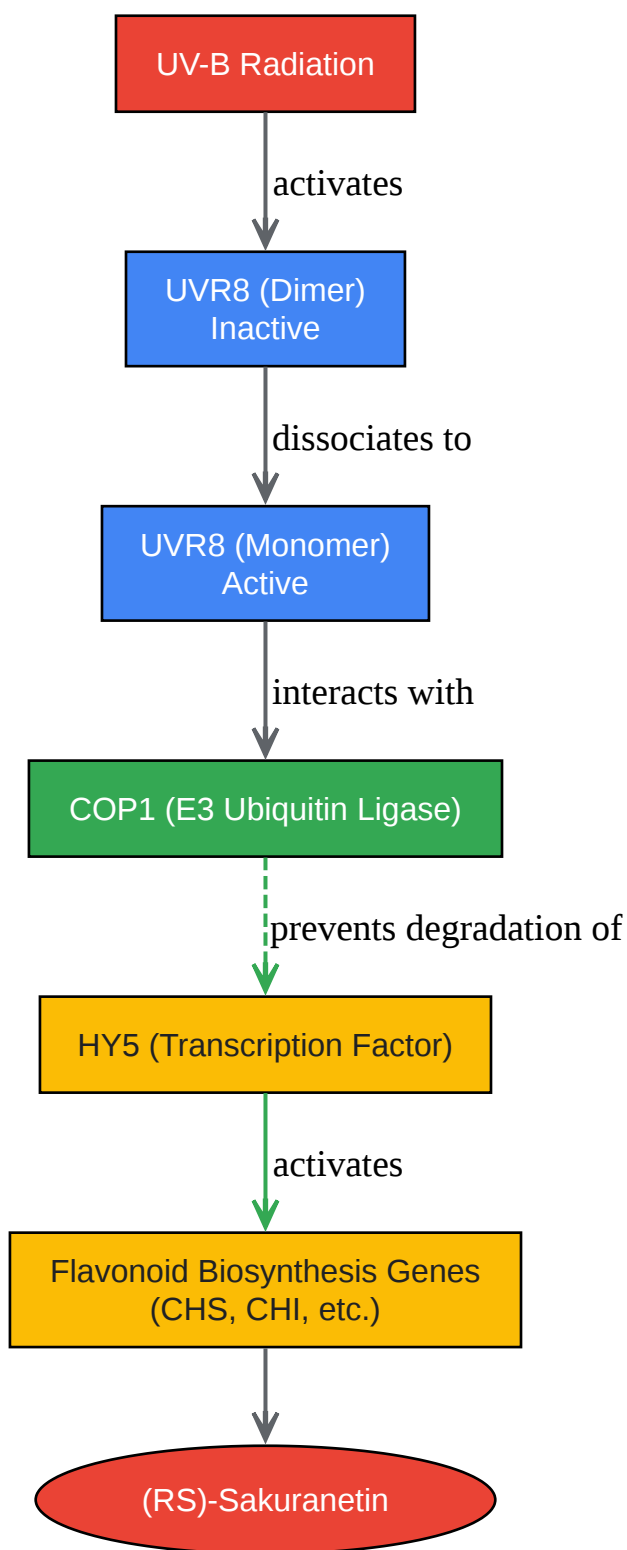 UV-B Radiation
activates
UVR8 (Dimer)
Inactive
dissociates to
UVR8 (Monomer)
Active
interacts with
COP1 (E3 Ubiquitin Ligase)
prevents degradation of
HY5 (Transcription Factor)
activates
Flavonoid Biosynthesis Genes
(CHS, CHI, etc.)
(RS)-Sakuranetin